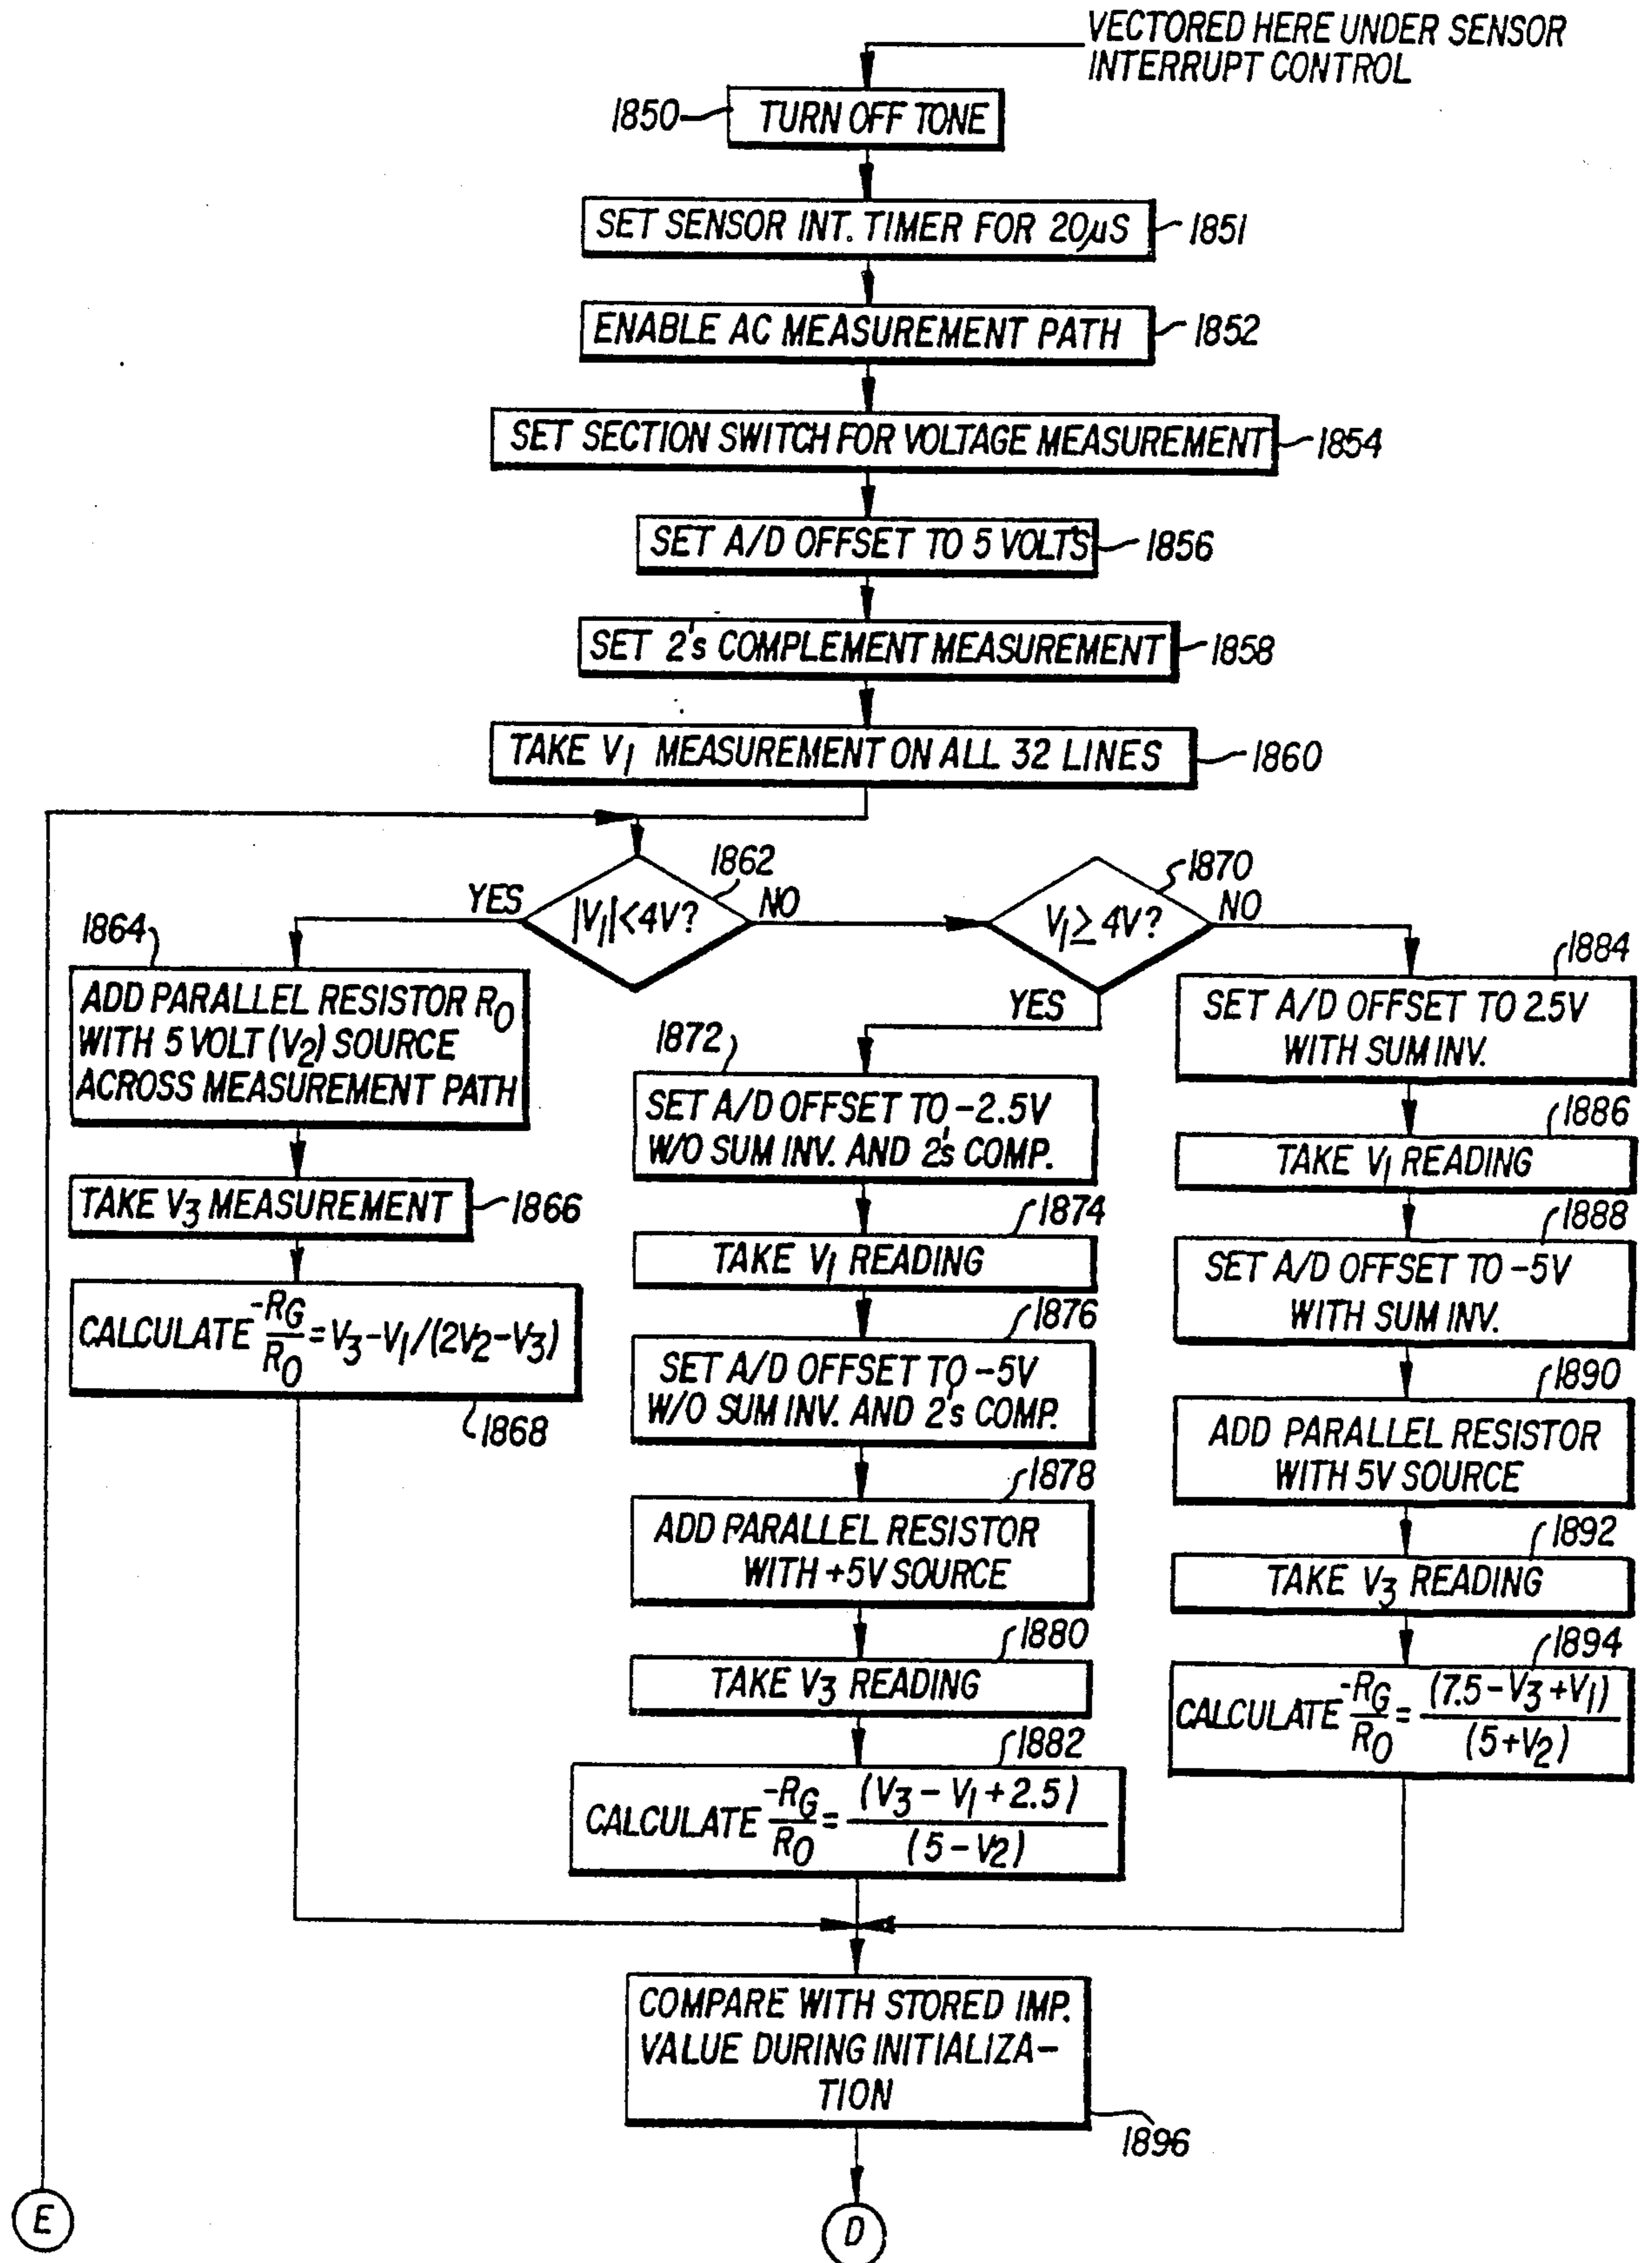 VECTORED HERE UNDER SENSOR
INTERRUPT CONTROL
1850
TURN OFF TONE
SET SENSOR INT. TIMER FOR 20µS
1851
ENABLE AC MEASUREMENT PATH
1852
SET SECTION SWITCH FOR VOLTAGE MEASUREMENT
1854
SET A/D OFFSET TO 5 VOLTS
1856
SET 2's COMPLEMENT MEASUREMENT
1858
TAKE V1 MEASUREMENT ON ALL 32 LINES
1860
1862
YES
|V1|<4V?
NO
1870
V1≥4V?
NO
YES
1864
ADD PARALLEL RESISTOR RO
WITH 5 VOLT (V2) SOURCE
ACROSS MEASUREMENT PATH
TAKE V3 MEASUREMENT
1866
CALCULATE -RG/RO = V3-V1/(2V2-V3)
1868
1872
SET A/D OFFSET TO -2.5V
W/O SUM INV. AND 2's COMP.
1874
TAKE V1 READING
1876
SET A/D OFFSET TO -5V
W/O SUM INV. AND 2's COMP.
1878
ADD PARALLEL RESISTOR
WITH +5V SOURCE
1880
TAKE V3 READING
1882
CALCULATE -RG/RO = (V3 - V1 + 2.5)/(5 - V2)
1884
SET A/D OFFSET TO 2.5V
WITH SUM INV.
1886
TAKE V1 READING
1888
SET A/D OFFSET TO -5V
WITH SUM INV.
1890
ADD PARALLEL RESISTOR
WITH 5V SOURCE
1892
TAKE V3 READING
1894
CALCULATE -RG/RO = (7.5-V3+V1)/(5+V2)
COMPARE WITH STORED IMP.
VALUE DURING INITIALIZA-
TION
1896
E
D